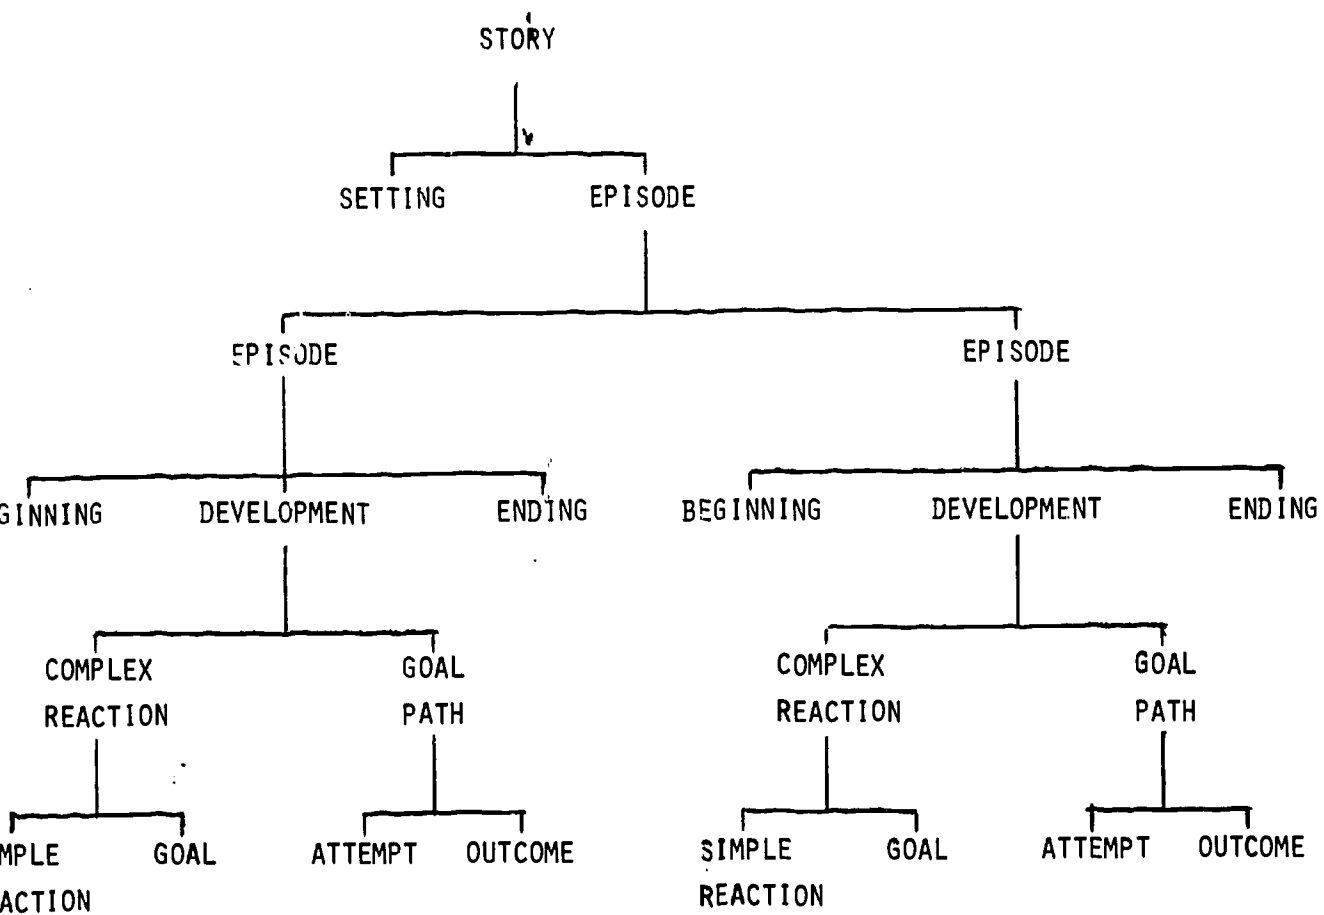 STORY
SETTING EPISODE
EPISODE EPISODE
GINNING DEVELOPMENT ENDING BEGINNING DEVELOPMENT ENDING
COMPLEX GOAL COMPLEX GOAL
REACTION PATH REACTION PATH
MPLE GOAL ATTEMPT OUTCOME SIMPLE GOAL ATTEMPT OUTCOME
ACTION REACTION